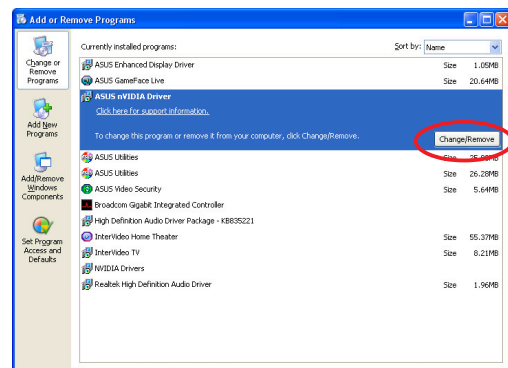 Add or Remove Programs
Change or
Remove
Programs
Add New
Programs
Add/Remove
Windows
Components
Set Program
Access and
Defaults
Currently installed programs: Sort by: Name
ASUS Enhanced Display Driver Size 1.05MB
ASUS GameFace Live Size 20.64MB
ASUS nVIDIA Driver
Click here for support information.
To change this program or remove it from your computer, click Change/Remove. Change/Remove
ASUS Utilities Size
ASUS Utilities Size 26.28MB
ASUS Video Security Size 5.64MB
Broadcom Gigabit Integrated Controller
High Definition Audio Driver Package - KB835221
InterVideo Home Theater Size 55.37MB
InterVideo TV Size 8.21MB
NVIDIA Drivers
Realtek High Definition Audio Driver Size 1.96MB